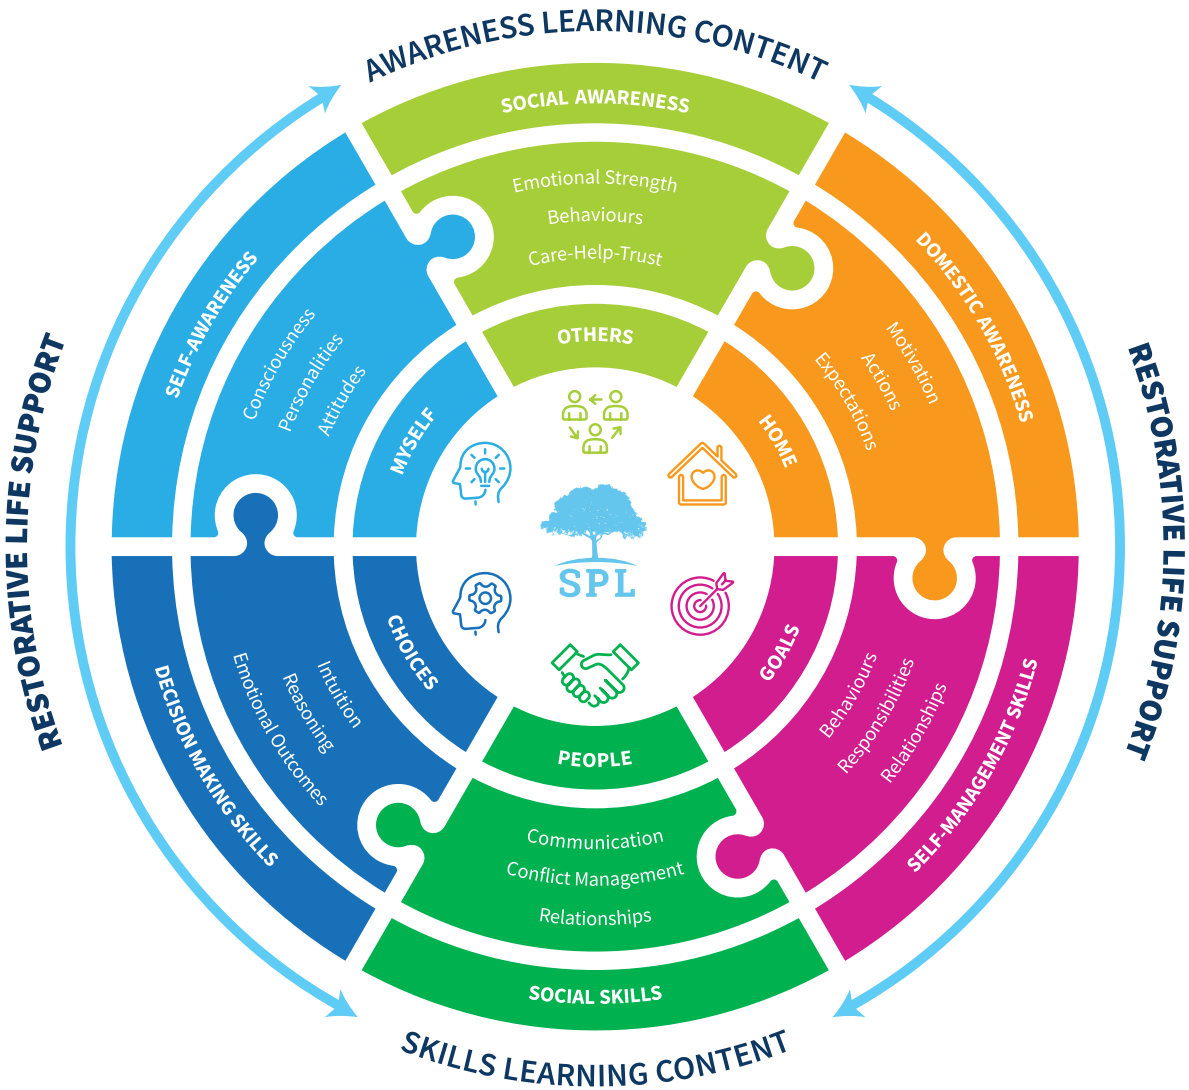 AWARENESS LEARNING CONTENT
SOCIAL AWARENESS
Emotional Strength
Behaviours
Care-Help-Trust
OTHERS
DOMESTIC AWARENESS
Motivation
Actions
Expectations
HOME
SELF-MANAGEMENT SKILLS
Behaviours
Responsibilities
Relationships
GOALS
PEOPLE
Communication
Conflict Management
Relationships
SOCIAL SKILLS
DECISION MAKING SKILLS
Intuition
Reasoning
Emotional Outcomes
CHOICES
SELF-AWARENESS
Consciousness
Personalities
Attitudes
MYSELF
SPL
RESTORATIVE LIFE SUPPORT
RESTORATIVE LIFE SUPPORT
SKILLS LEARNING CONTENT